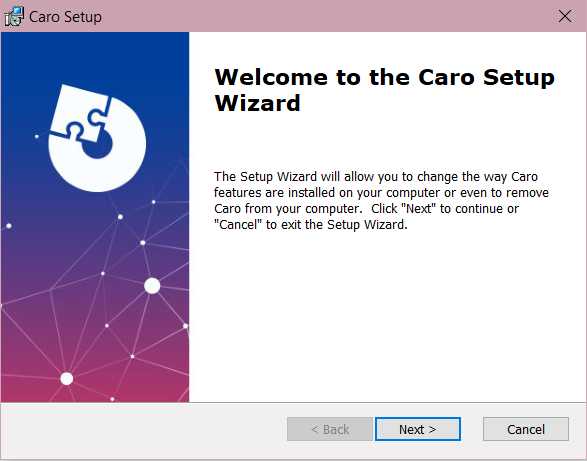 Caro Setup
Welcome to the Caro Setup
Wizard
The Setup Wizard will allow you to change the way Caro
features are installed on your computer or even to remove
Caro from your computer.  Click "Next" to continue or
"Cancel" to exit the Setup Wizard.
< Back
Next >
Cancel